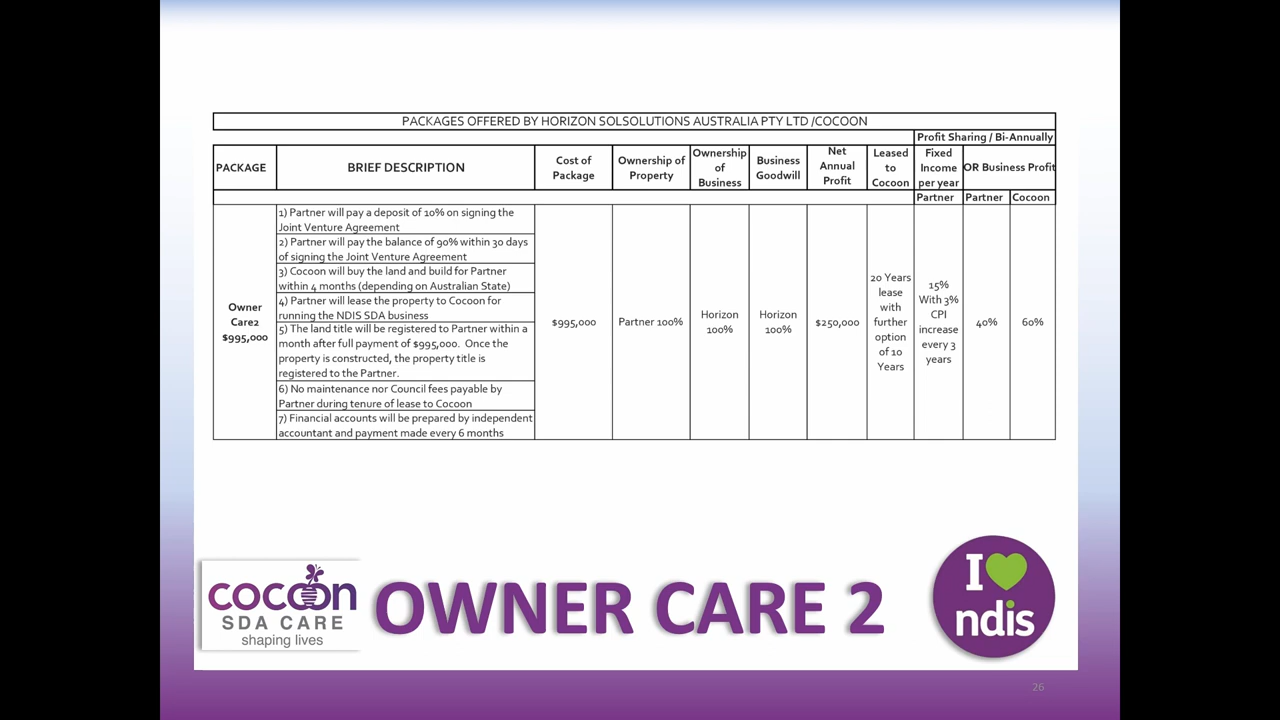 PACKAGES OFFERED BY HORIZON SOLSOLUTIONS AUSTRALIA PTY LTD /COCOON
Profit Sharing / Bi-Annually
PACKAGE
BRIEF DESCRIPTION
Cost of
Package
Ownership of
Property
Ownership
of
Business
Business
Goodwill
Net
Annual
Profit
Leased
to
Cocoon
Fixed
Income
per year
OR Business Profit
Partner
Partner
Cocoon
Owner
Care2
$995,000
1) Partner will pay a deposit of 10% on signing the
Joint Venture Agreement
2) Partner will pay the balance of 90% within 30 days
of signing the Joint Venture Agreement
3) Cocoon will buy the land and build for Partner
within 4 months (depending on Australian State)
4) Partner will lease the property to Cocoon for
running the NDIS SDA business
5) The land title will be registered to Partner within a
month after full payment of $995,000. Once the
property is constructed, the property title is
registered to the Partner.
6) No maintenance nor Council fees payable by
Partner during tenure of lease to Cocoon
7) Financial accounts will be prepared by independent
accountant and payment made every 6 months
$995,000
Partner 100%
Horizon
100%
Horizon
100%
$250,000
20 Years
lease
with
further
option
of 10
Years
15%
With 3%
CPI
increase
every 3
years
40%
60%
cocoon
SDA CARE
shaping lives
OWNER CARE 2
I
ndis
26